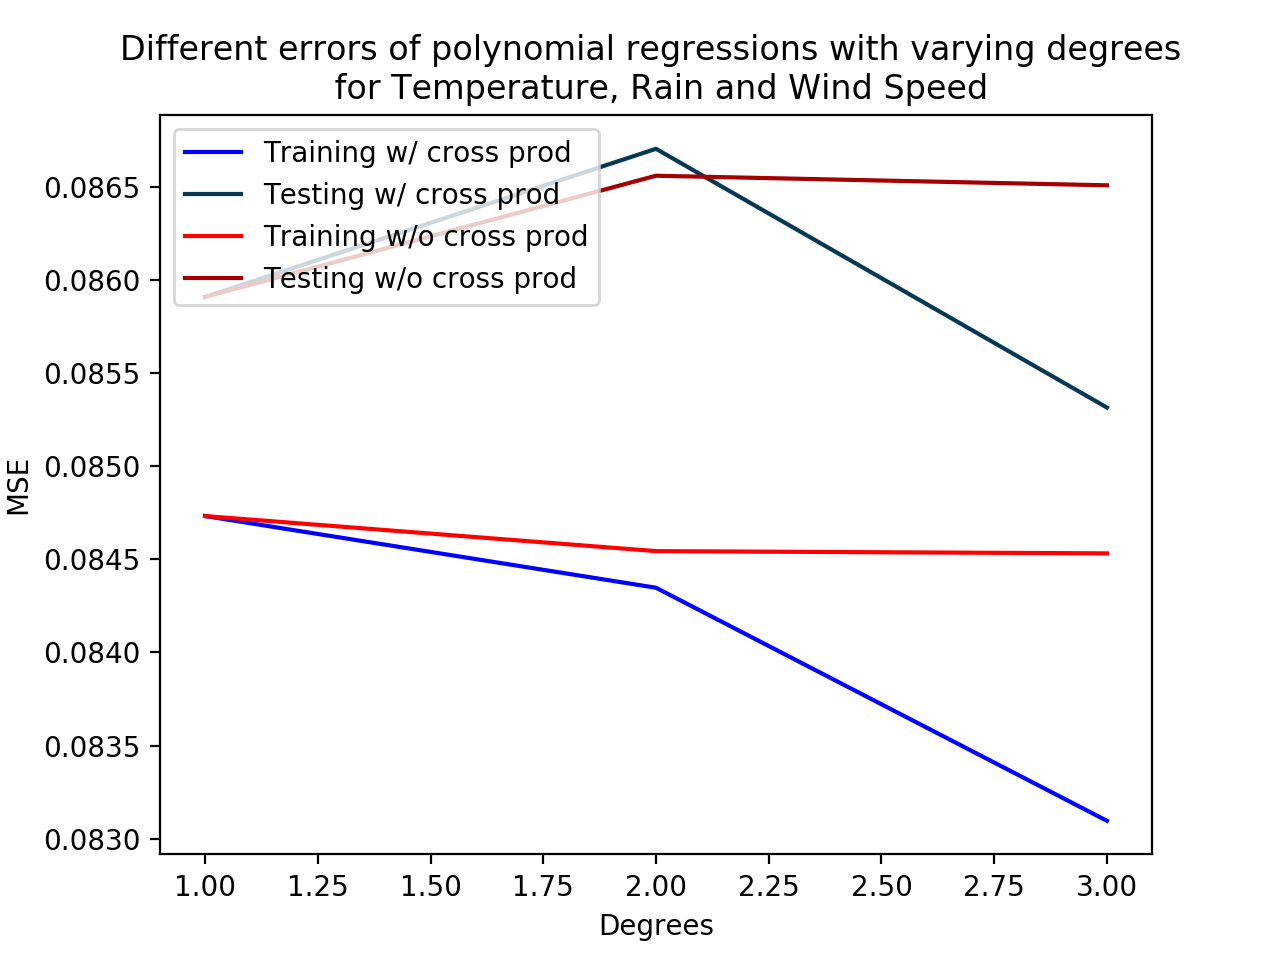 Different errors of polynomial regressions with varying degrees
for Temperature, Rain and Wind Speed
Training w/ cross prod
Testing w/ cross prod
Training w/o cross prod
Testing w/o cross prod
0.0865
0.0860
0.0855
0.0850
0.0845
0.0840
0.0835
0.0830
MSE
1.00 1.25 1.50 1.75 2.00 2.25 2.50 2.75 3.00
Degrees